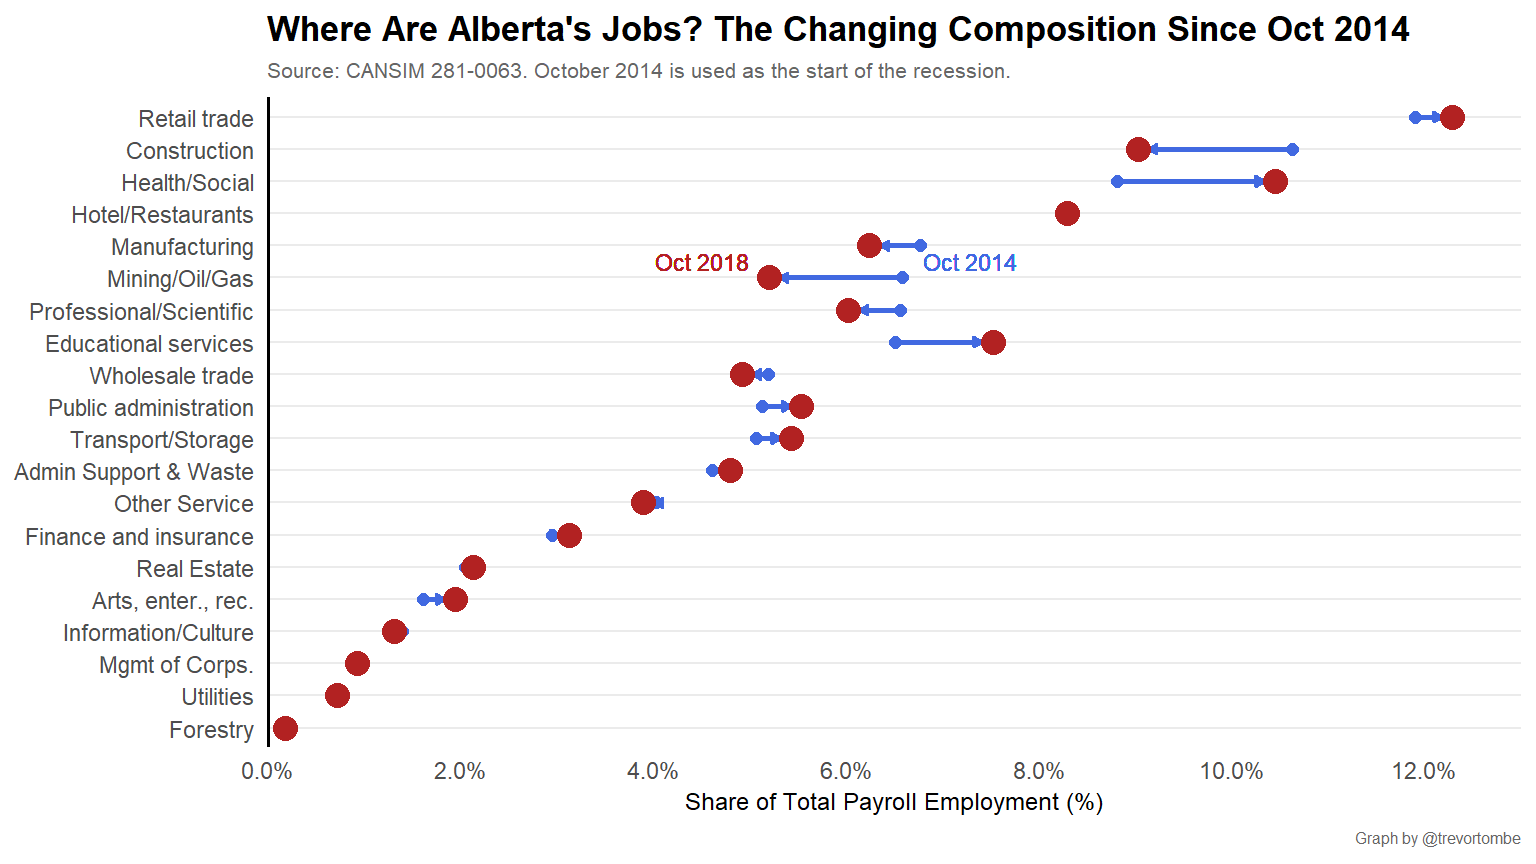 Where Are Alberta's Jobs? The Changing Composition Since Oct 2014
Source: CANSIM 281-0063. October 2014 is used as the start of the recession.
Retail trade
Construction
Health/Social
Hotel/Restaurants
Manufacturing
Oct 2018 Oct 2014
Mining/Oil/Gas
Professional/Scientific
Educational services
Wholesale trade
Public administration
Transport/Storage
Admin Support & Waste
Other Service
Finance and insurance
Real Estate
Arts, enter., rec.
Information/Culture
Mgmt of Corps.
Utilities
Forestry
0.0% 2.0% 4.0% 6.0% 8.0% 10.0% 12.0%
Share of Total Payroll Employment (%)
Graph by @trevortombe